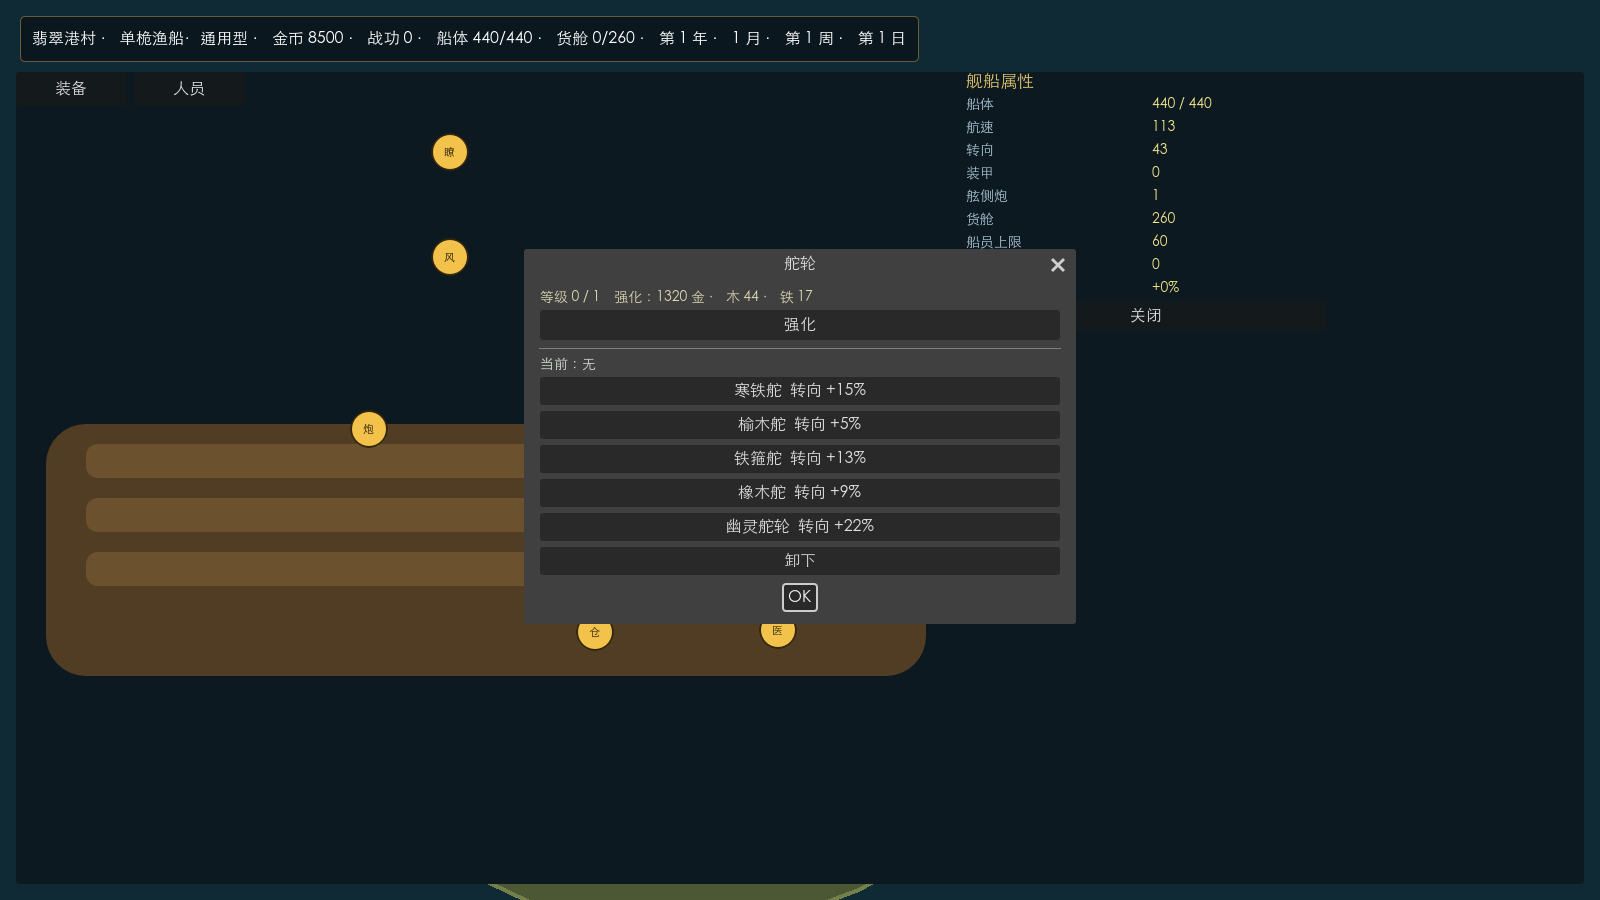 翡翠港村 · 单桅渔船 · 通用型 · 金币 8500 · 战功 0 · 船体 440/440 · 货舱 0/260 · 第 1 年 · 1 月 · 第 1 周 · 第 1 日
装备 人员
舰船属性
船体 440 / 440
航速 113
转向 43
装甲 0
舷侧炮 1
货舱 260
船员上限 60
0
+0%
关闭
瞭
风
炮
仓
医
舵轮
等级 0 / 1 强化：1320 金 · 木 44 · 铁 17
强化
当前：无
寒铁舵 转向 +15%
榆木舵 转向 +5%
铁箍舵 转向 +13%
橡木舵 转向 +9%
幽灵舵轮 转向 +22%
卸下
OK